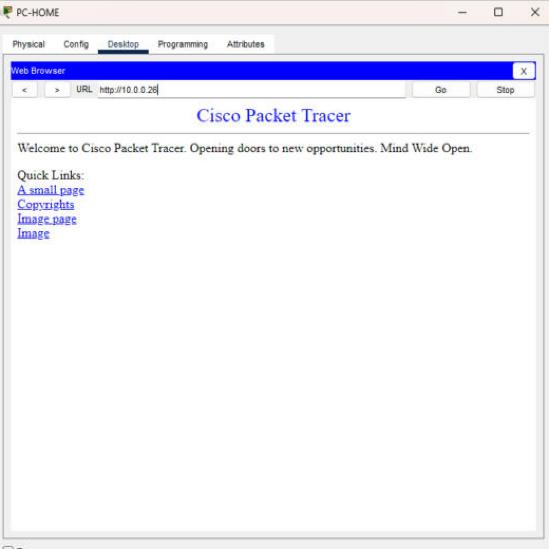 PC-HOME
Physical Config Desktop Programming Attributes
Web Browser X
< > URL http://10.0.0.26 Go Stop
Cisco Packet Tracer
Welcome to Cisco Packet Tracer. Opening doors to new opportunities. Mind Wide Open.
Quick Links:
A small page
Copyrights
Image page
Image